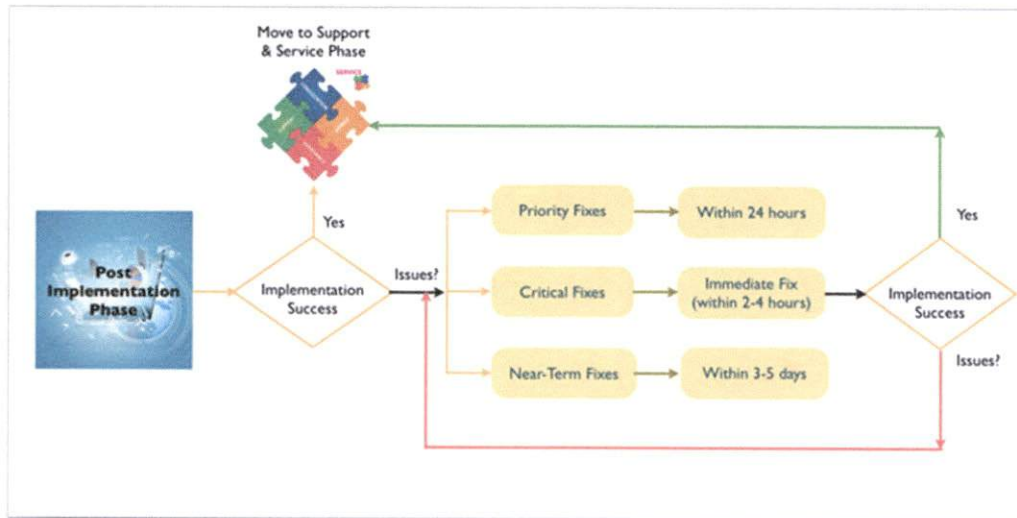 Move to Support
& Service Phase
SERVICE
Yes
Post
Implementation
Phase
Implementation
Success
Issues?
Priority Fixes
Within 24 hours
Critical Fixes
Immediate Fix
(within 2-4 hours)
Near-Term Fixes
Within 3-5 days
Yes
Implementation
Success
Issues?